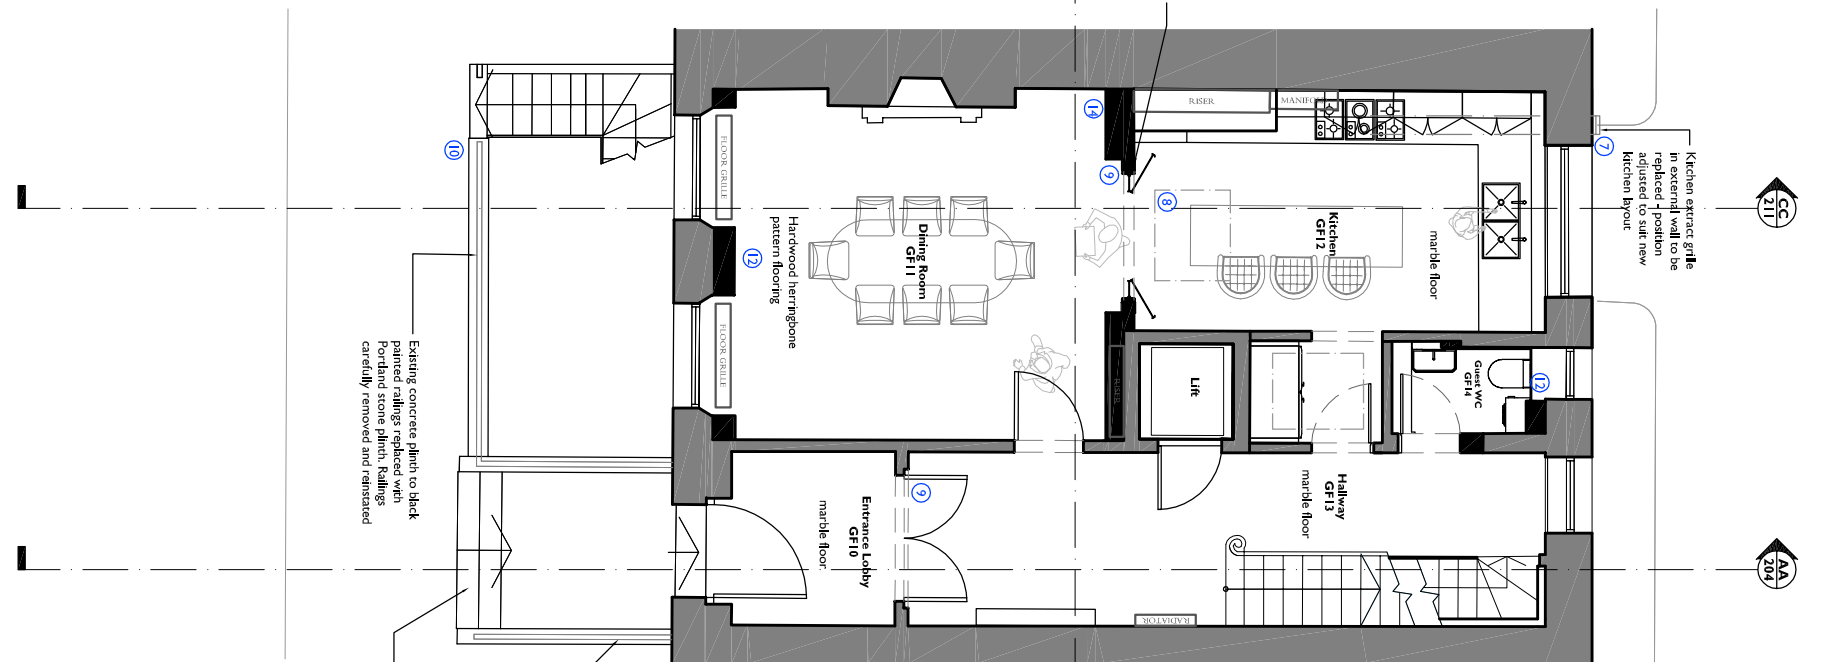 RISER
MANIFO
14
10
9
8
7
Kitchen extract grille
in external wall to be
replaced - position
adjusted to suit new
kitchen layout
CC
211
FLOOR GRILLE
12
Hardwood herringbone
pattern flooring
Dining Room
GF11
Kitchen
GF12
marble floor
FLOOR GRILLE
RISER
Lift
Guest WC
GF14
12
Existing concrete plinth to black
painted railings replaced with
Portland stone plinth. Railings
carefully removed and reinstated
Entrance Lobby
GF10
marble floor
9
Hallway
GF13
marble floor
AA
204
RADIATOR